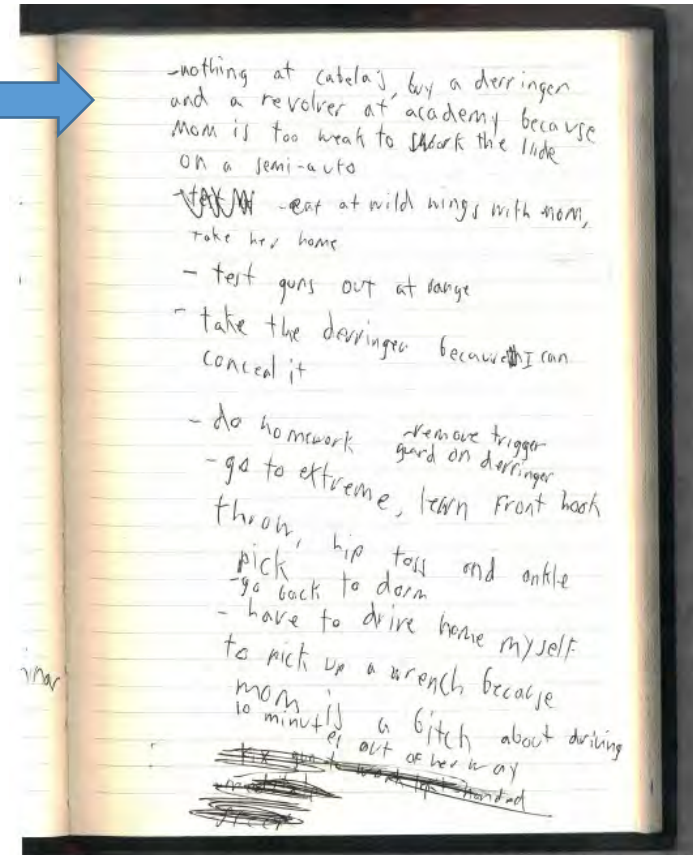 -nothing at cabela's, buy a derringer
and a revolver at academy because
Mom is too weak to work the slide
on a semi-auto
-eat at wild wings with mom,
take her home
- test guns out at range
- take the derringer because I can
conceal it
- do homework
-remove trigger
guard on derringer
- go to extreme, learn front hook
throw, hip toss and ankle
pick
-go back to dorm
- have to drive home myself
to pick up a wrench because
mom is a bitch about driving
10 minutes out of her way